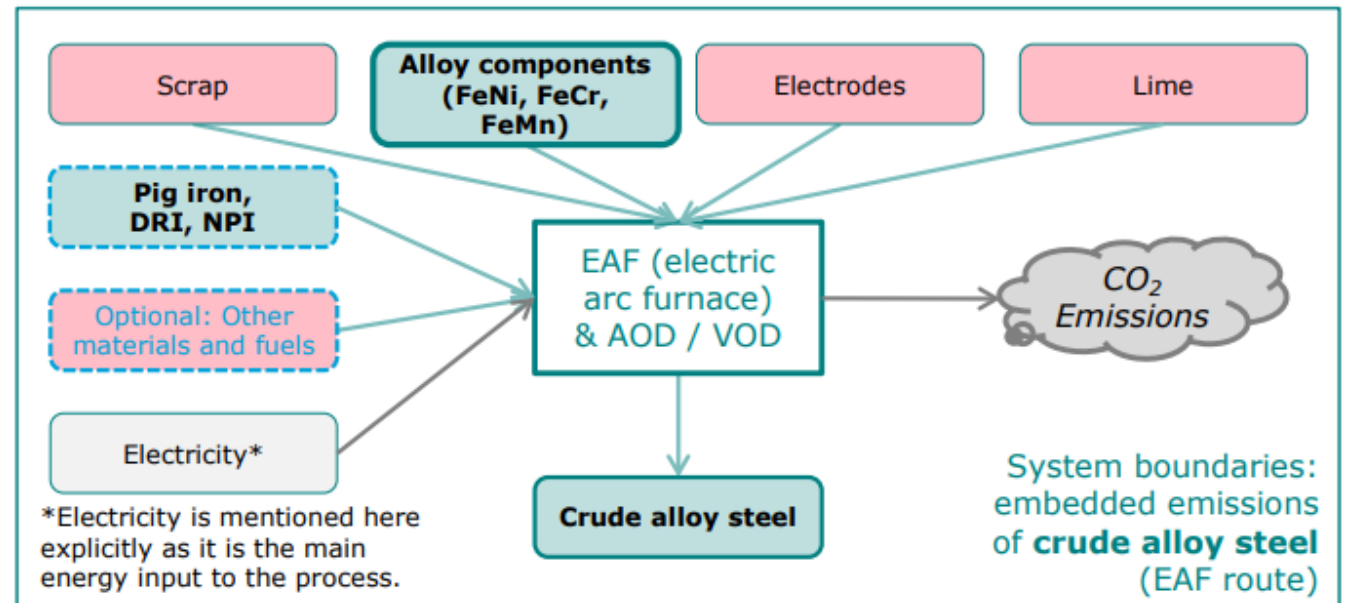 Scrap
Alloy components
(FeNi, FeCr,
FeMn)
Electrodes
Lime
Pig iron,
DRI, NPI
EAF (electric
arc furnace)
& AOD / VOD
CO₂
Emissions
Optional: Other
materials and fuels
Electricity*
*Electricity is mentioned here
explicitly as it is the main
energy input to the process.
Crude alloy steel
System boundaries:
embedded emissions
of crude alloy steel
(EAF route)